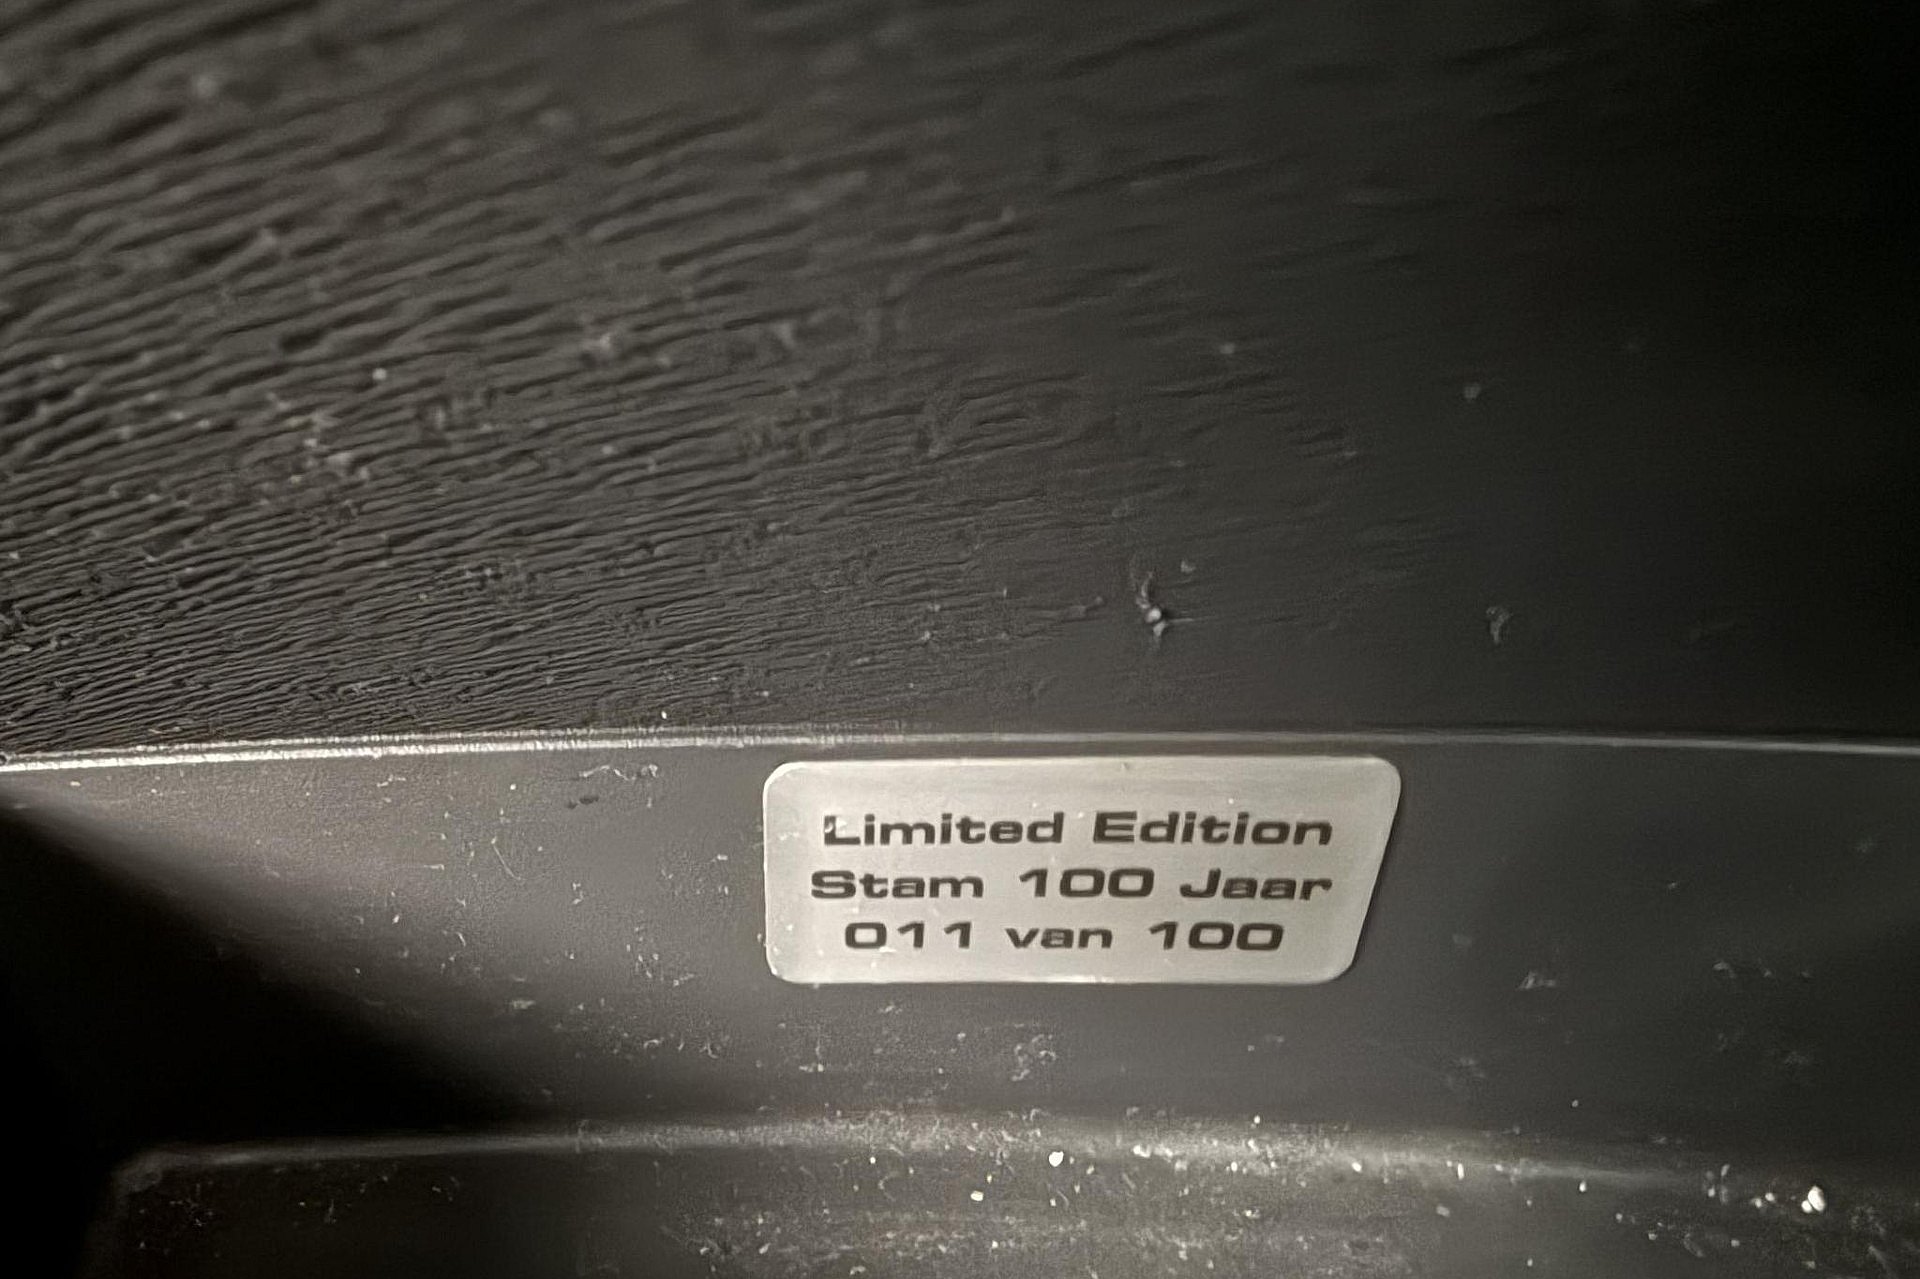 Limited Edition
Stam 100 Jaar
011 van 100